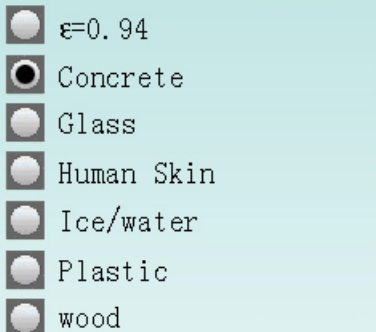 ε=0.94
Concrete
Glass
Human Skin
Ice/water
Plastic
wood